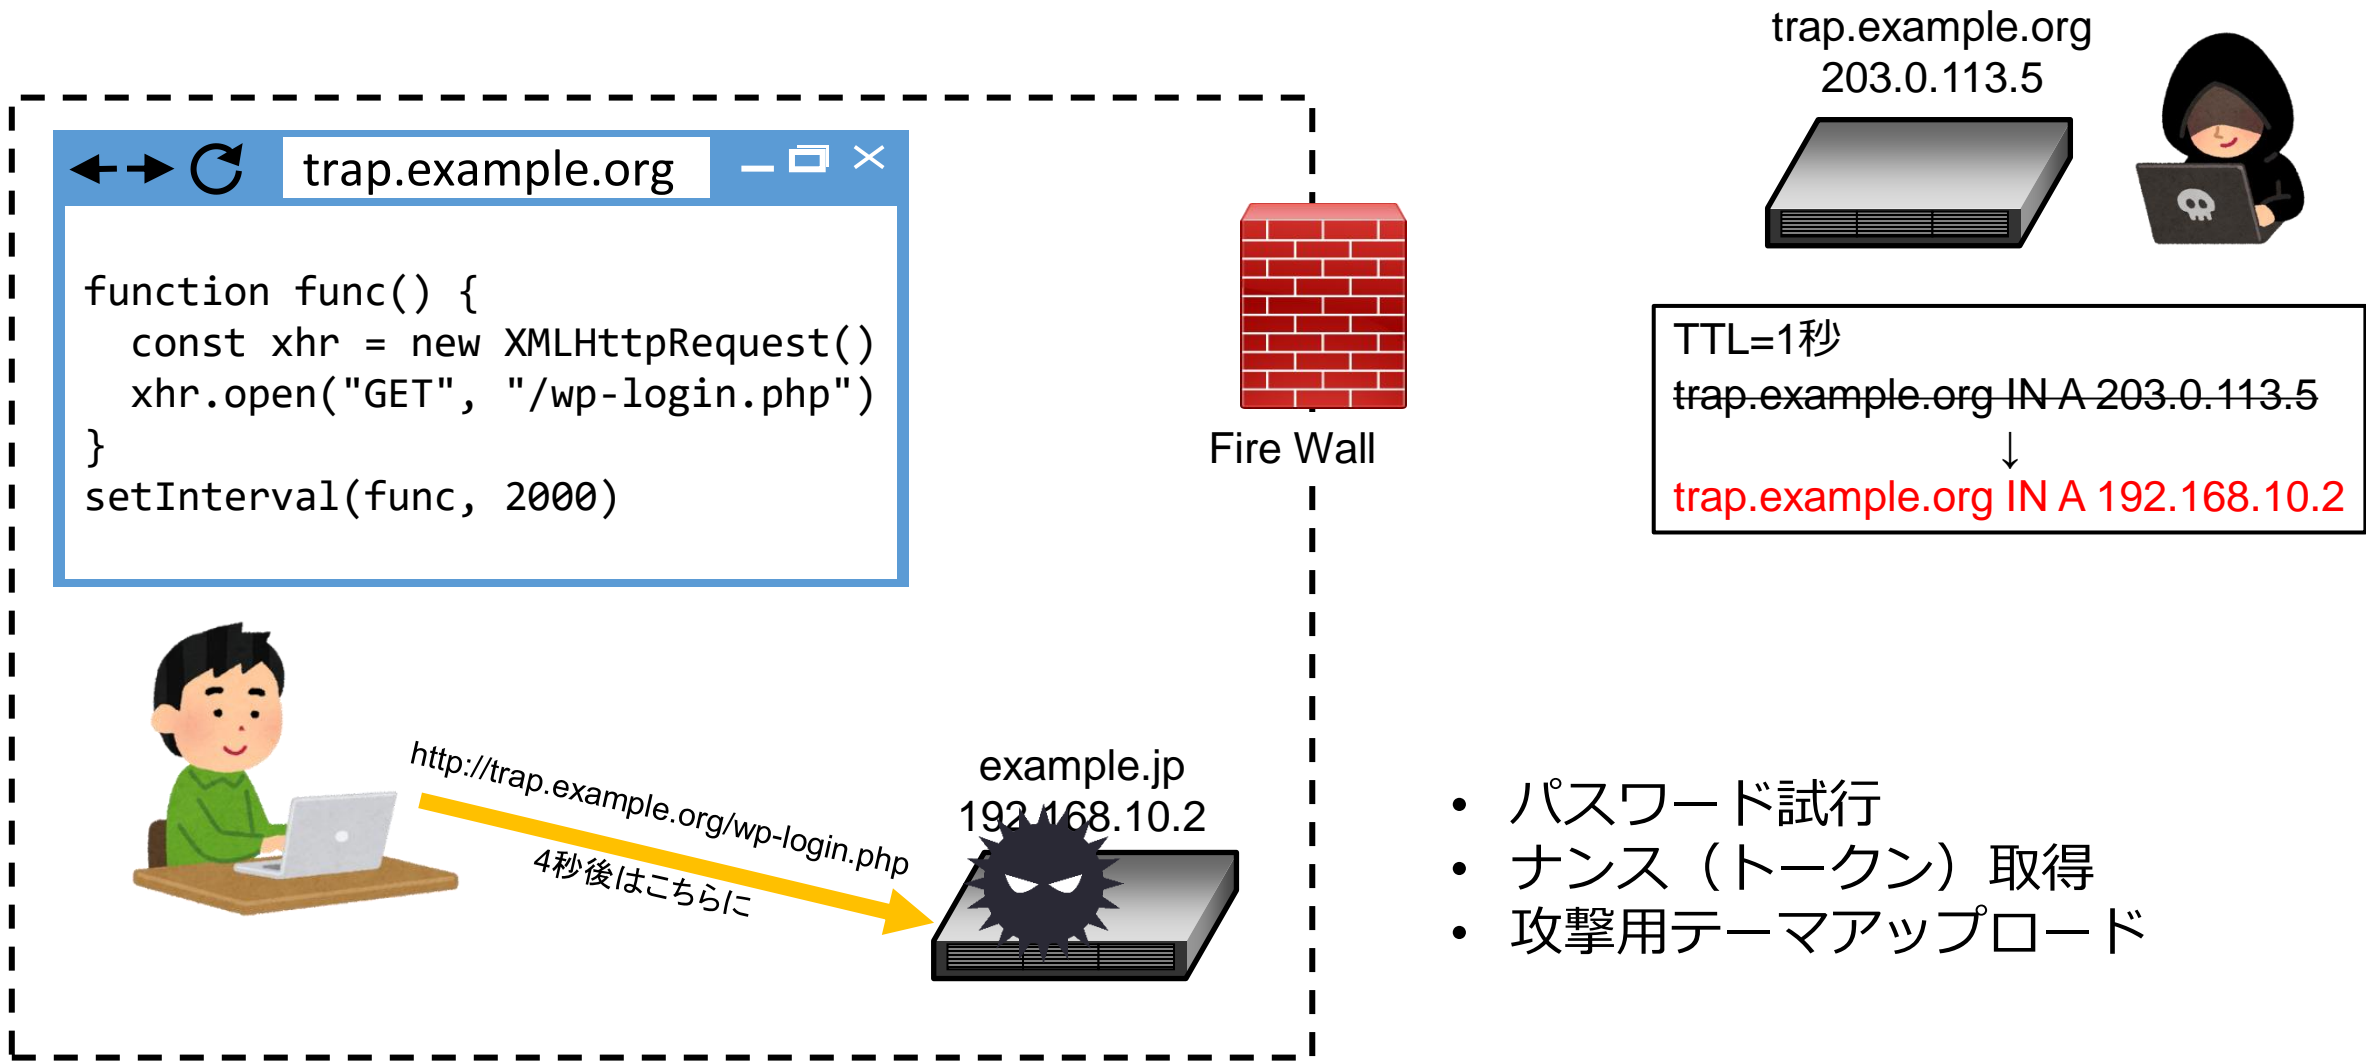 trap.example.org
203.0.113.5
trap.example.org
function func() {
  const xhr = new XMLHttpRequest()
  xhr.open("GET", "/wp-login.php")
}
setInterval(func, 2000)
Fire Wall
TTL=1秒
trap.example.org IN A 203.0.113.5
↓
trap.example.org IN A 192.168.10.2
http://trap.example.org/wp-login.php
4秒後はこちらに
example.jp
192.168.10.2
• パスワード試行
• ナンス（トークン）取得
• 攻撃用テーマアップロード